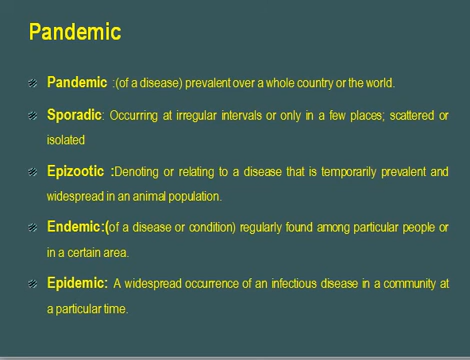 Pandemic
Pandemic :(of a disease) prevalent over a whole country or the world.
Sporadic: Occurring at irregular intervals or only in a few places; scattered or
isolated
Epizootic :Denoting or relating to a disease that is temporarily prevalent and
widespread in an animal population.
Endemic:(of a disease or condition) regularly found among particular people or
in a certain area.
Epidemic: A widespread occurrence of an infectious disease in a community at
a particular time.